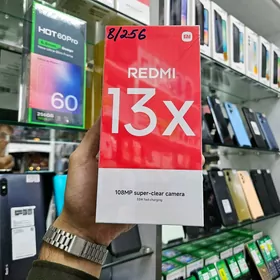 8/256
REDMI
13x
108MP super-clear camera
HOT 60 Pro
60